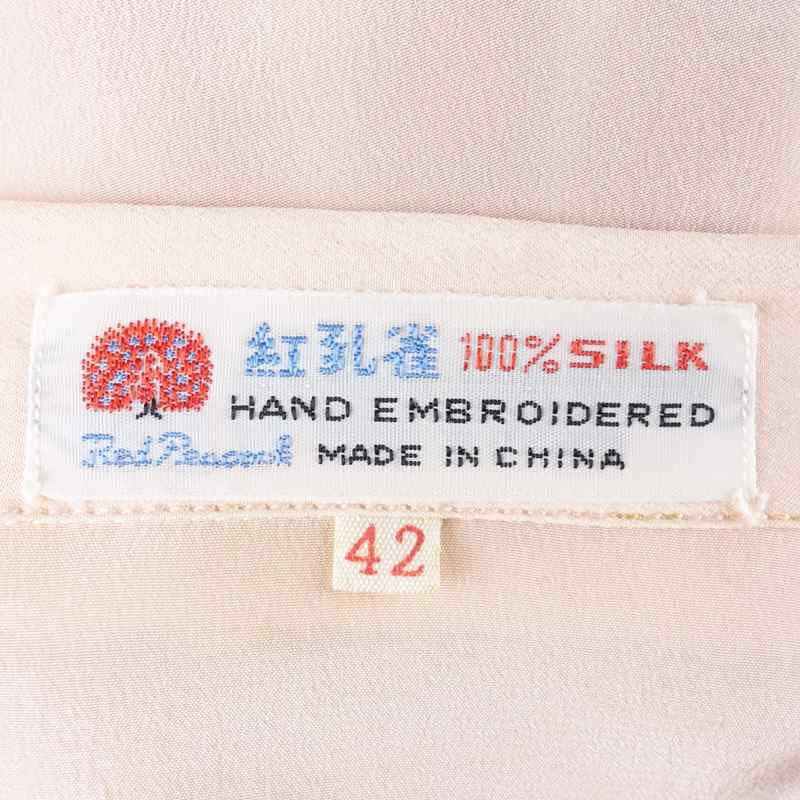 紅孔雀 100% SILK
HAND EMBROIDERED
Red Peacock MADE IN CHINA
42